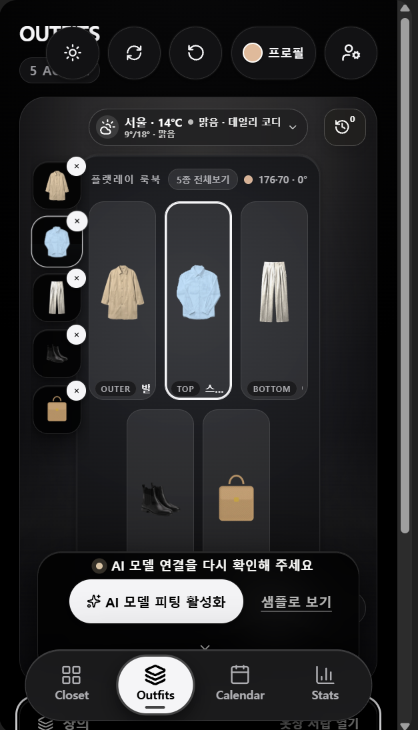 OUTFITS
프로필
서울 · 14°C 맑음 · 데일리 코디
9°/18° · 맑음
0
플랫레이 룩북 5종 전체보기 176·70 · 0°
OUTER
TOP 스...
BOTTOM
AI 모델 연결을 다시 확인해 주세요
AI 모델 피팅 활성화 샘플로 보기
Closet Outfits Calendar Stats